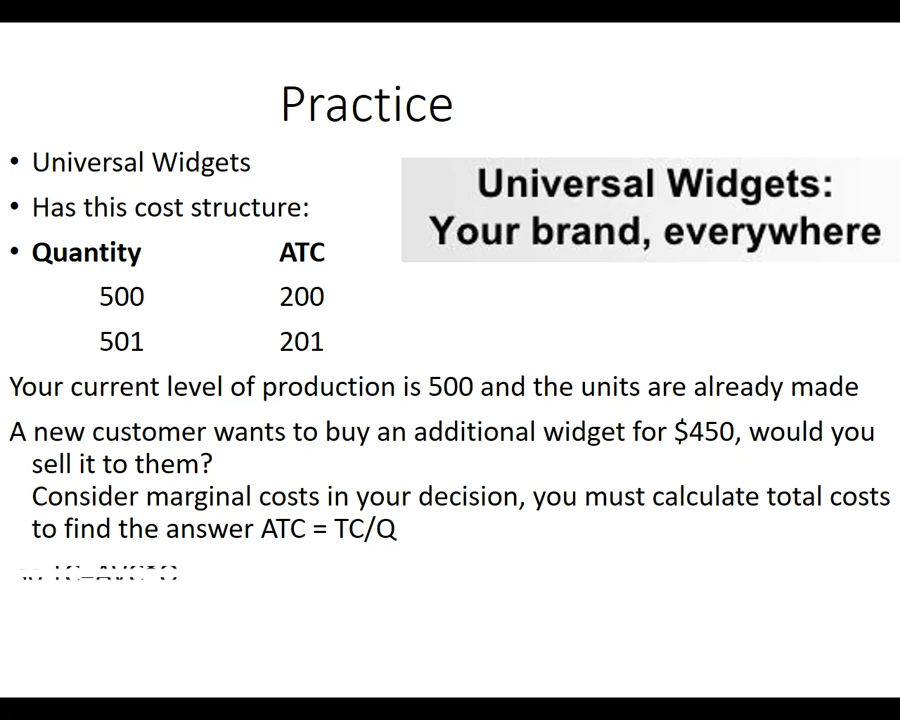 Practice
• Universal Widgets
• Has this cost structure:
• Quantity ATC
500 200
501 201
Universal Widgets:
Your brand, everywhere
Your current level of production is 500 and the units are already made
A new customer wants to buy an additional widget for $450, would you
sell it to them?
Consider marginal costs in your decision, you must calculate total costs
to find the answer ATC = TC/Q